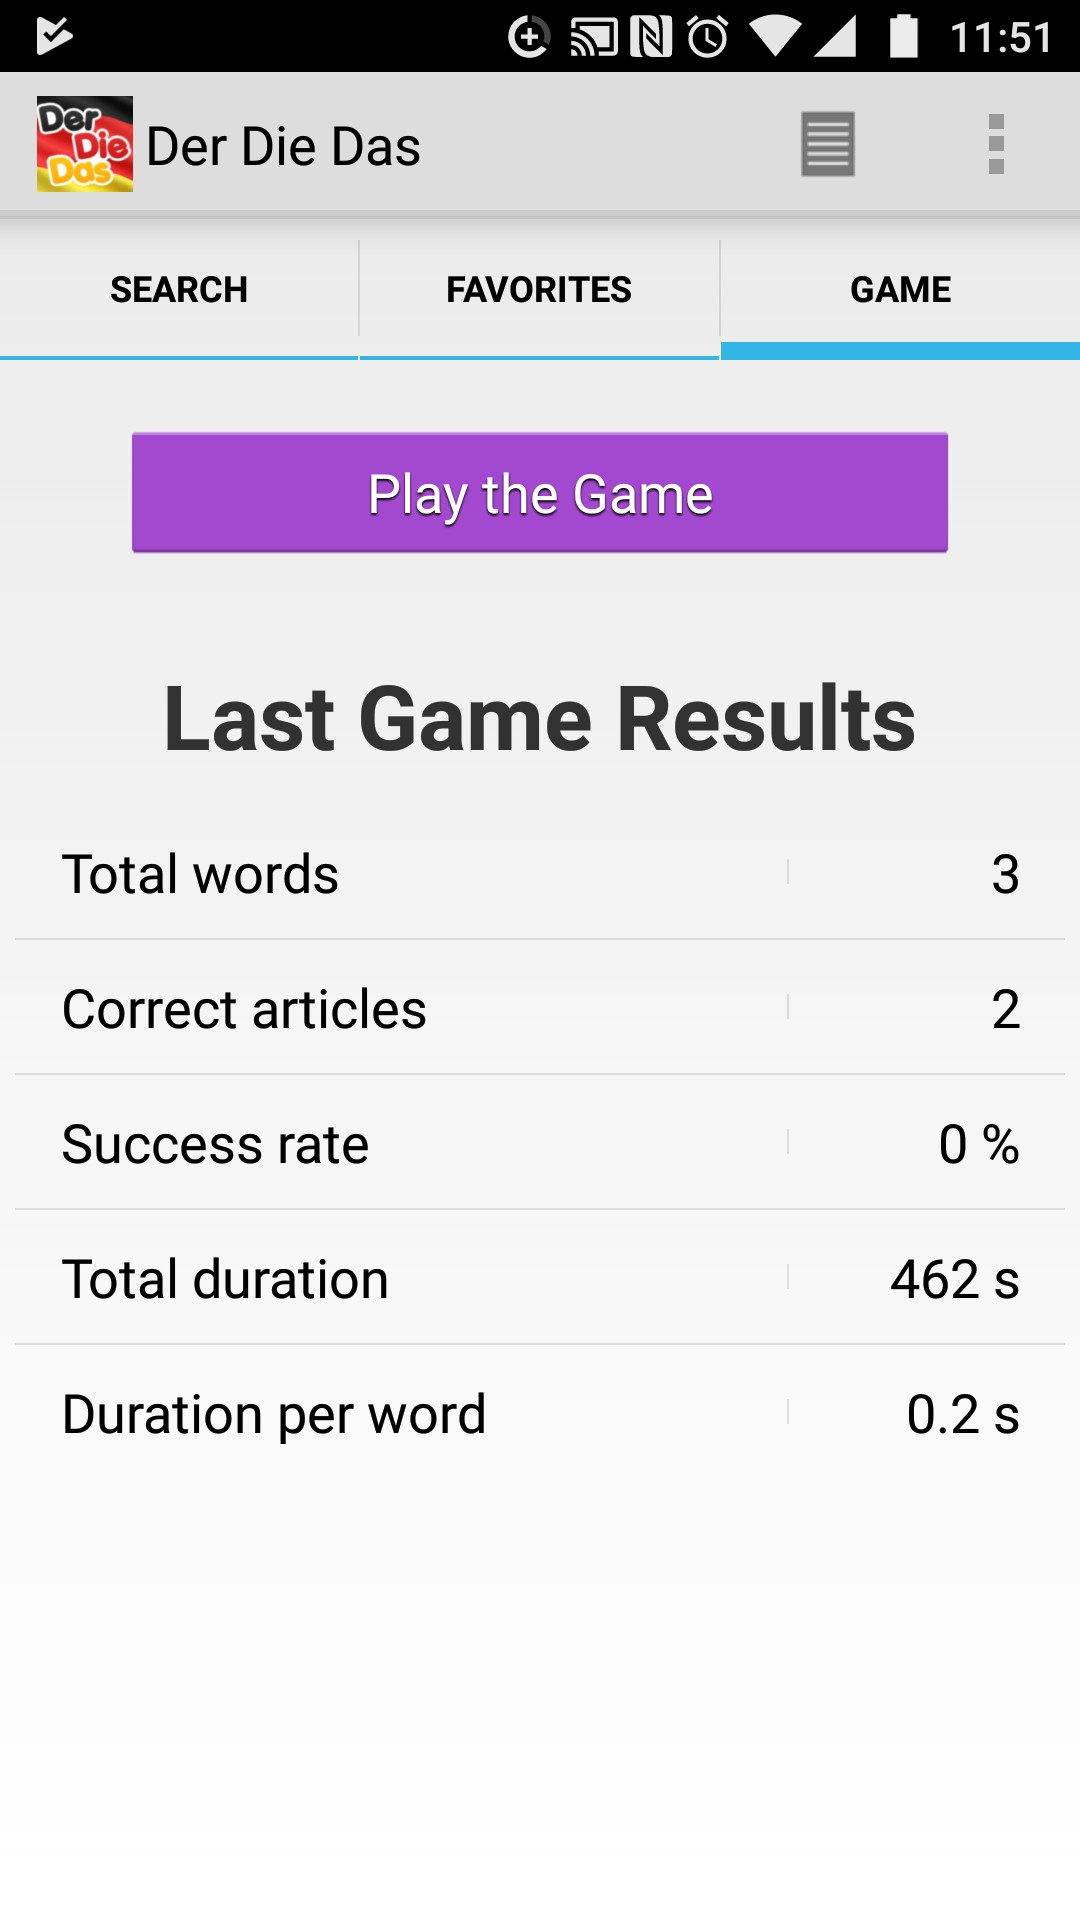 11:51
Der
Die
Das
Der Die Das
SEARCH
FAVORITES
GAME
Play the Game
Last Game Results
Total words 3
Correct articles 2
Success rate 0 %
Total duration 462 s
Duration per word 0.2 s